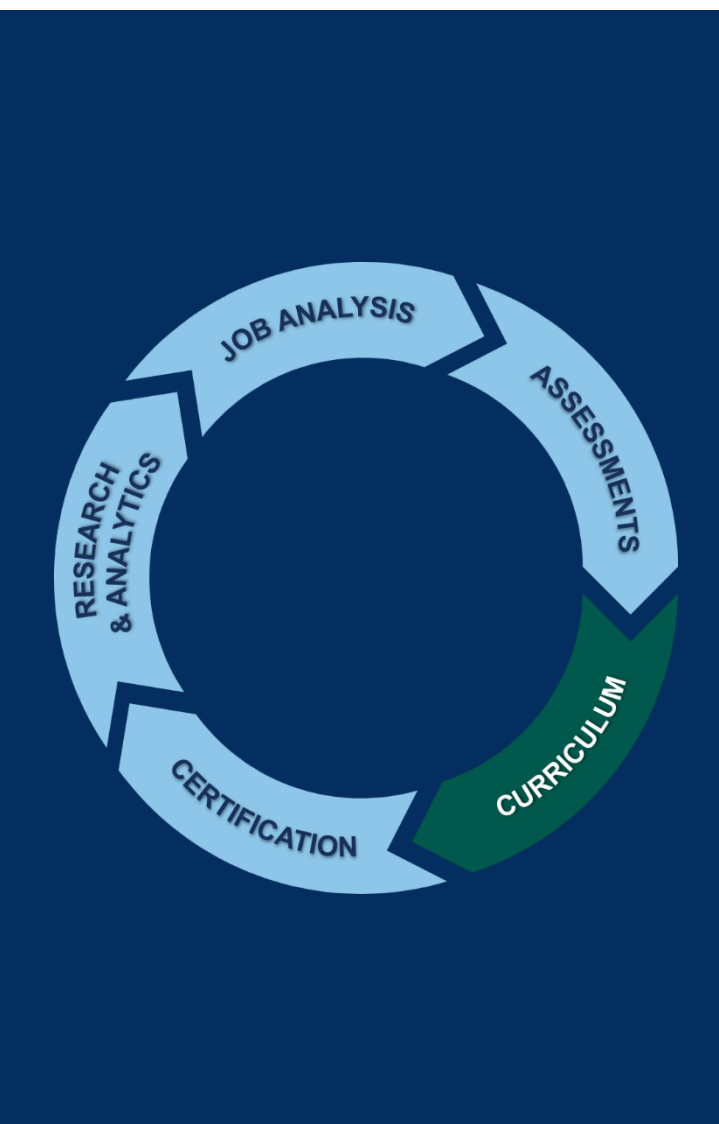 JOB ANALYSIS
ASSESSMENTS
CURRICULUM
CERTIFICATION
RESEARCH
& ANALYTICS